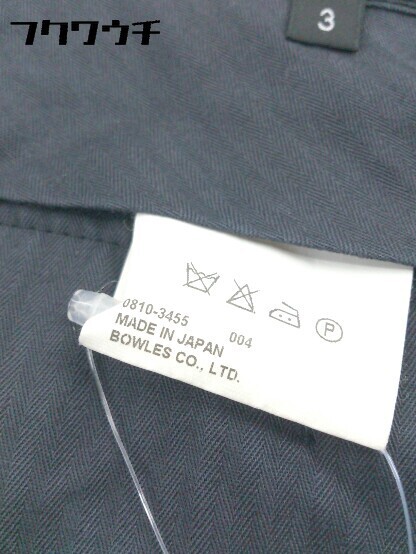 フクワウチ
3
P
0810-3455 004
MADE IN JAPAN
BOWLES CO., LTD.